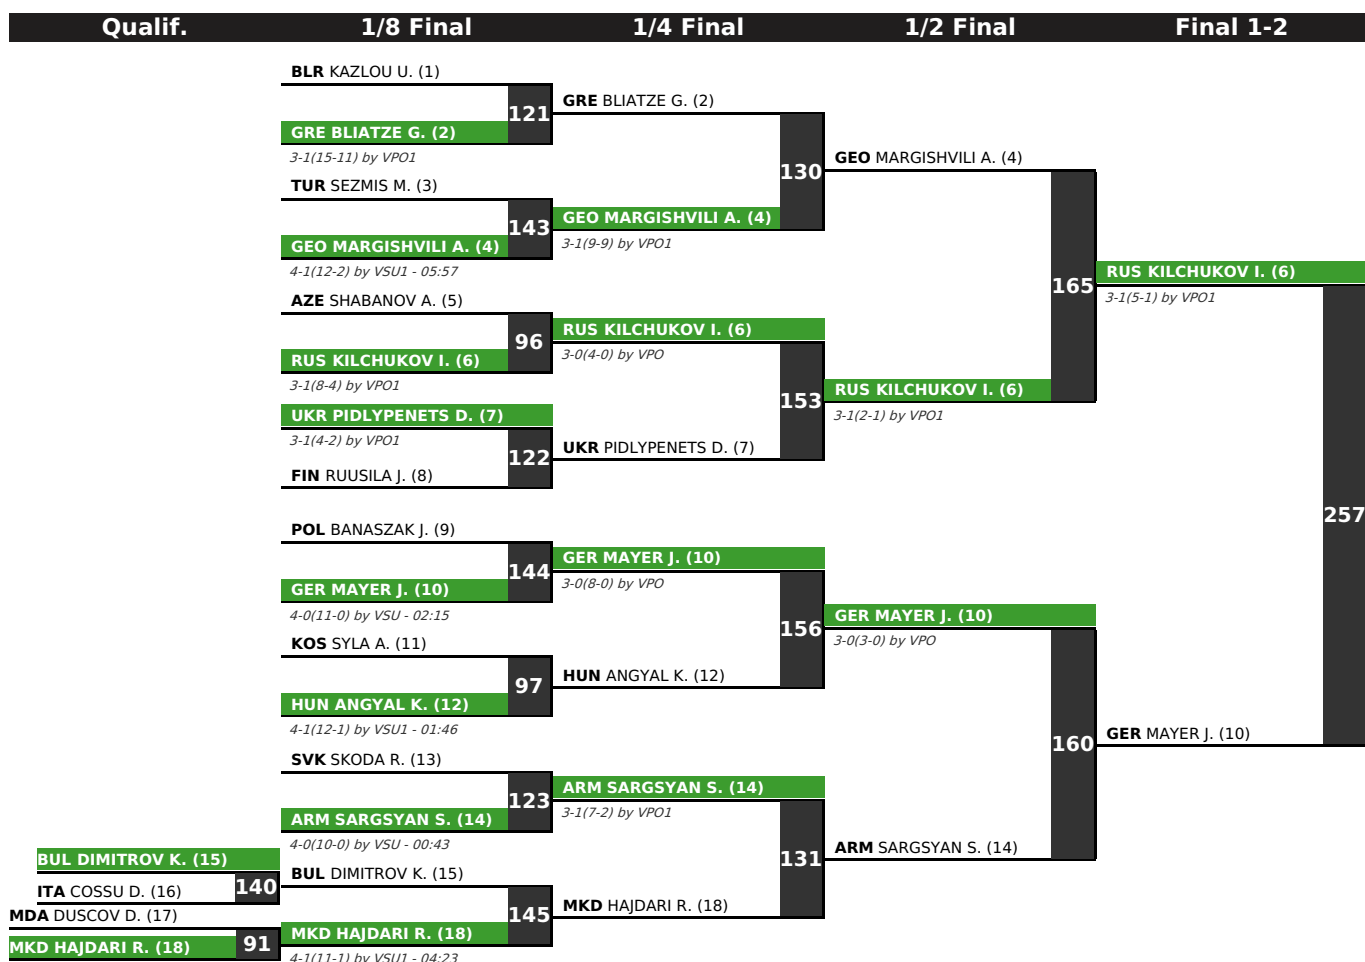 Qualif. 1/8 Final 1/4 Final 1/2 Final Final 1-2
BLR KAZLOU U. (1)
121
GRE BLIATZE G. (2)
GRE BLIATZE G. (2)
3-1(15-11) by VPO1
130
GEO MARGISHVILI A. (4)
TUR SEZMIS M. (3)
143
GEO MARGISHVILI A. (4)
GEO MARGISHVILI A. (4)
3-1(9-9) by VPO1
4-1(12-2) by VSU1 - 05:57
165
RUS KILCHUKOV I. (6)
3-1(5-1) by VPO1
AZE SHABANOV A. (5)
96
RUS KILCHUKOV I. (6)
3-0(4-0) by VPO
RUS KILCHUKOV I. (6)
3-1(8-4) by VPO1
153
RUS KILCHUKOV I. (6)
3-1(2-1) by VPO1
UKR PIDLYPENETS D. (7)
3-1(4-2) by VPO1
122
UKR PIDLYPENETS D. (7)
FIN RUUSILA J. (8)
257
POL BANASZAK J. (9)
144
GER MAYER J. (10)
3-0(8-0) by VPO
GER MAYER J. (10)
4-0(11-0) by VSU - 02:15
156
GER MAYER J. (10)
3-0(3-0) by VPO
KOS SYLA A. (11)
97
HUN ANGYAL K. (12)
HUN ANGYAL K. (12)
4-1(12-1) by VSU1 - 01:46
160
GER MAYER J. (10)
SVK SKODA R. (13)
123
ARM SARGSYAN S. (14)
3-1(7-2) by VPO1
ARM SARGSYAN S. (14)
4-0(10-0) by VSU - 00:43
131
ARM SARGSYAN S. (14)
BUL DIMITROV K. (15)
140
BUL DIMITROV K. (15)
ITA COSSU D. (16)
145
MKD HAJDARI R. (18)
MDA DUSCOV D. (17)
91
MKD HAJDARI R. (18)
MKD HAJDARI R. (18)
4-1(11-1) by VSU1 - 04:23